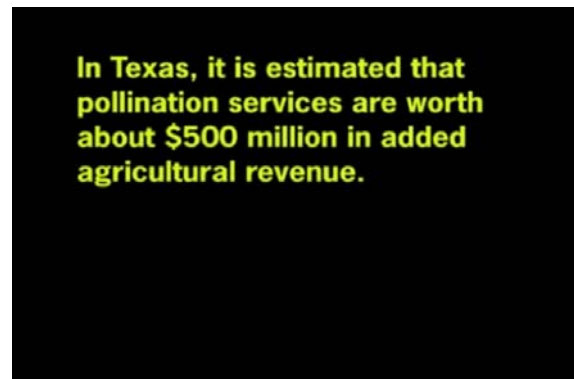 In Texas, it is estimated that
pollination services are worth
about $500 million in added
agricultural revenue.